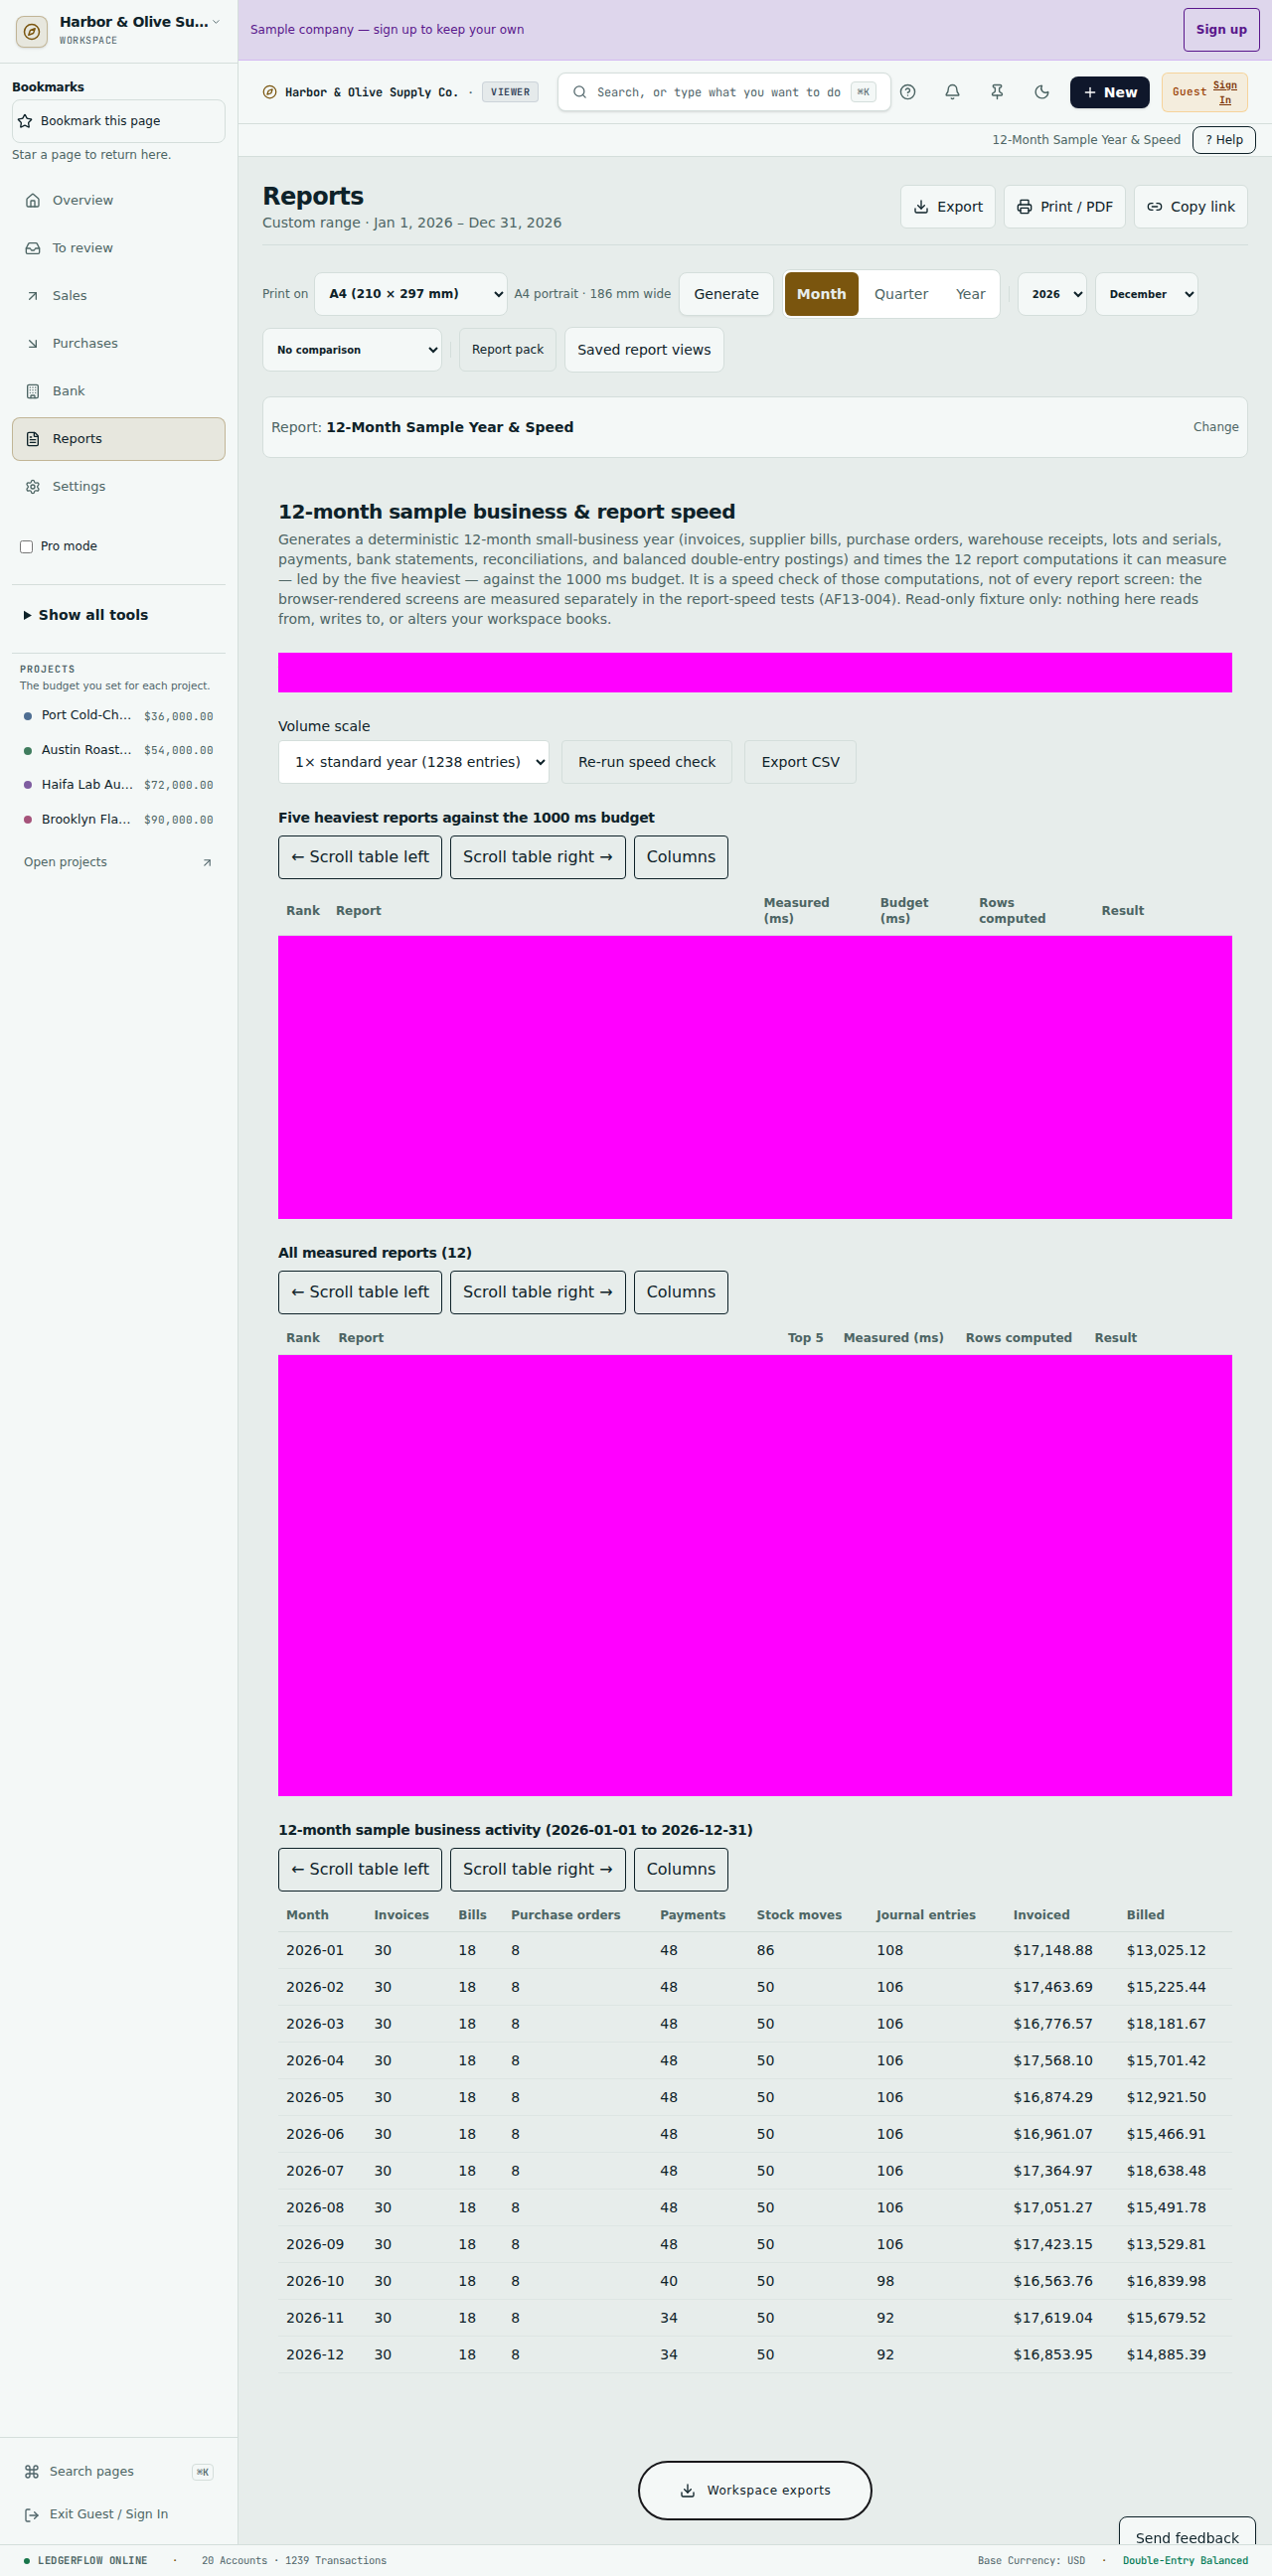 Harbor & Olive Su...
WORKSPACE
Bookmarks
Bookmark this page
Star a page to return here.
Overview
To review
Sales
Purchases
Bank
Reports
Settings
Pro mode
Show all tools
PROJECTS
The budget you set for each project.
Port Cold-Ch... $36,000.00
Austin Roast... $54,000.00
Haifa Lab Au... $72,000.00
Brooklyn Fla... $90,000.00
Open projects
Search pages ⌘K
Exit Guest / Sign In
Sample company — sign up to keep your own
Sign up
Harbor & Olive Supply Co. · VIEWER
Search, or type what you want to do ⌘K
+ New
Guest Sign In
12-Month Sample Year & Speed
? Help
Reports
Custom range · Jan 1, 2026 – Dec 31, 2026
Export
Print / PDF
Copy link
Print on A4 (210 × 297 mm) A4 portrait · 186 mm wide Generate Month Quarter Year 2026 December
No comparison Report pack Saved report views
Report: 12-Month Sample Year & Speed Change
12-month sample business & report speed
Generates a deterministic 12-month small-business year (invoices, supplier bills, purchase orders, warehouse receipts, lots and serials,
payments, bank statements, reconciliations, and balanced double-entry postings) and times the 12 report computations it can measure
— led by the five heaviest — against the 1000 ms budget. It is a speed check of those computations, not of every report screen: the
browser-rendered screens are measured separately in the report-speed tests (AF13-004). Read-only fixture only: nothing here reads
from, writes to, or alters your workspace books.
Volume scale
1× standard year (1238 entries) Re-run speed check Export CSV
Five heaviest reports against the 1000 ms budget
← Scroll table left Scroll table right → Columns
Rank Report Measured (ms) Budget (ms) Rows computed Result
All measured reports (12)
← Scroll table left Scroll table right → Columns
Rank Report Top 5 Measured (ms) Rows computed Result
12-month sample business activity (2026-01-01 to 2026-12-31)
← Scroll table left Scroll table right → Columns
Month Invoices Bills Purchase orders Payments Stock moves Journal entries Invoiced Billed
2026-01 30 18 8 48 86 108 $17,148.88 $13,025.12
2026-02 30 18 8 48 50 106 $17,463.69 $15,225.44
2026-03 30 18 8 48 50 106 $16,776.57 $18,181.67
2026-04 30 18 8 48 50 106 $17,568.10 $15,701.42
2026-05 30 18 8 48 50 106 $16,874.29 $12,921.50
2026-06 30 18 8 48 50 106 $16,961.07 $15,466.91
2026-07 30 18 8 48 50 106 $17,364.97 $18,638.48
2026-08 30 18 8 48 50 106 $17,051.27 $15,491.78
2026-09 30 18 8 48 50 106 $17,423.15 $13,529.81
2026-10 30 18 8 40 50 98 $16,563.76 $16,839.98
2026-11 30 18 8 34 50 92 $17,619.04 $15,679.52
2026-12 30 18 8 34 50 92 $16,853.95 $14,885.39
Workspace exports
Send feedback
LEDGERFLOW ONLINE · 20 Accounts · 1239 Transactions
Base Currency: USD · Double-Entry Balanced